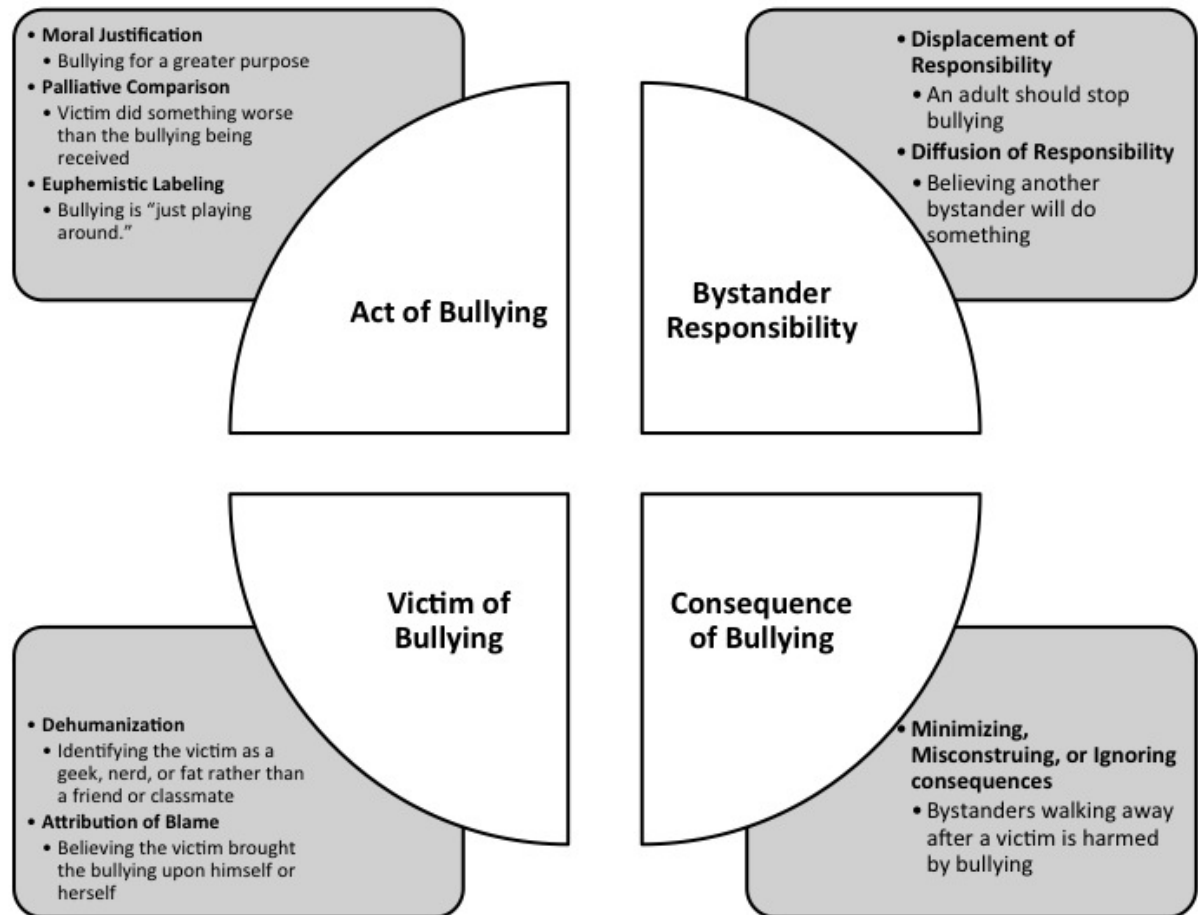 • Moral Justification
• Bullying for a greater purpose
• Palliative Comparison
• Victim did something worse
than the bullying being
received
• Euphemistic Labeling
• Bullying is “just playing
around.”
Act of Bullying
• Displacement of
Responsibility
• An adult should stop
bullying
• Diffusion of Responsibility
• Believing another
bystander will do
something
Bystander
Responsibility
Victim of
Bullying
• Dehumanization
• Identifying the victim as a
geek, nerd, or fat rather than
a friend or classmate
• Attribution of Blame
• Believing the victim brought
the bullying upon himself or
herself
Consequence
of Bullying
• Minimizing,
Misconstruing, or Ignoring
consequences
• Bystanders walking away
after a victim is harmed
by bullying